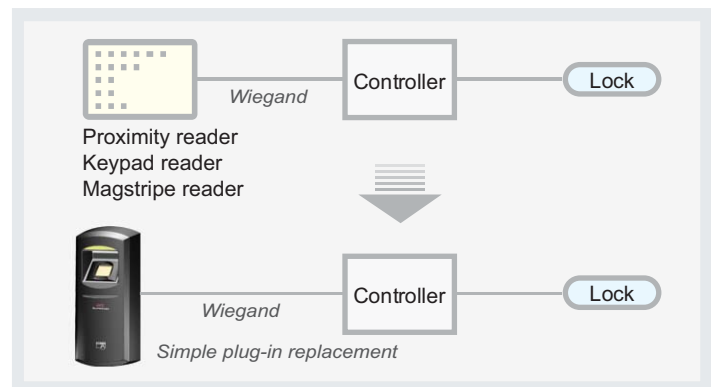 Wiegand
Controller
Lock
Proximity reader
Keypad reader
Magstripe reader
Wiegand
Controller
Lock
Simple plug-in replacement